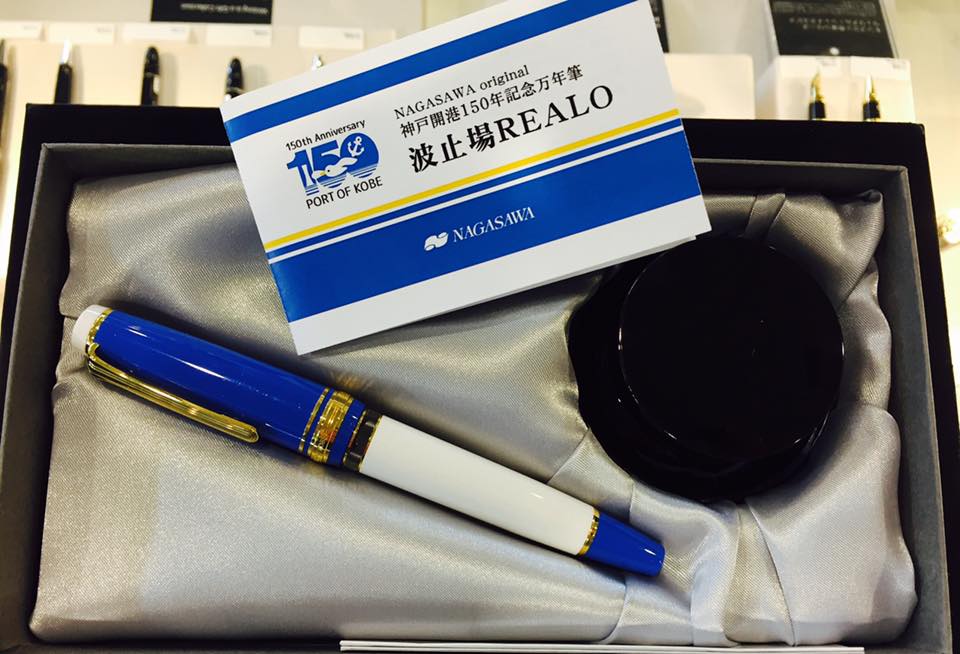 NAGASAWA original
神戸開港150年記念万年筆
波止場REALO
150th Anniversary
150
PORT OF KOBE
NAGASAWA